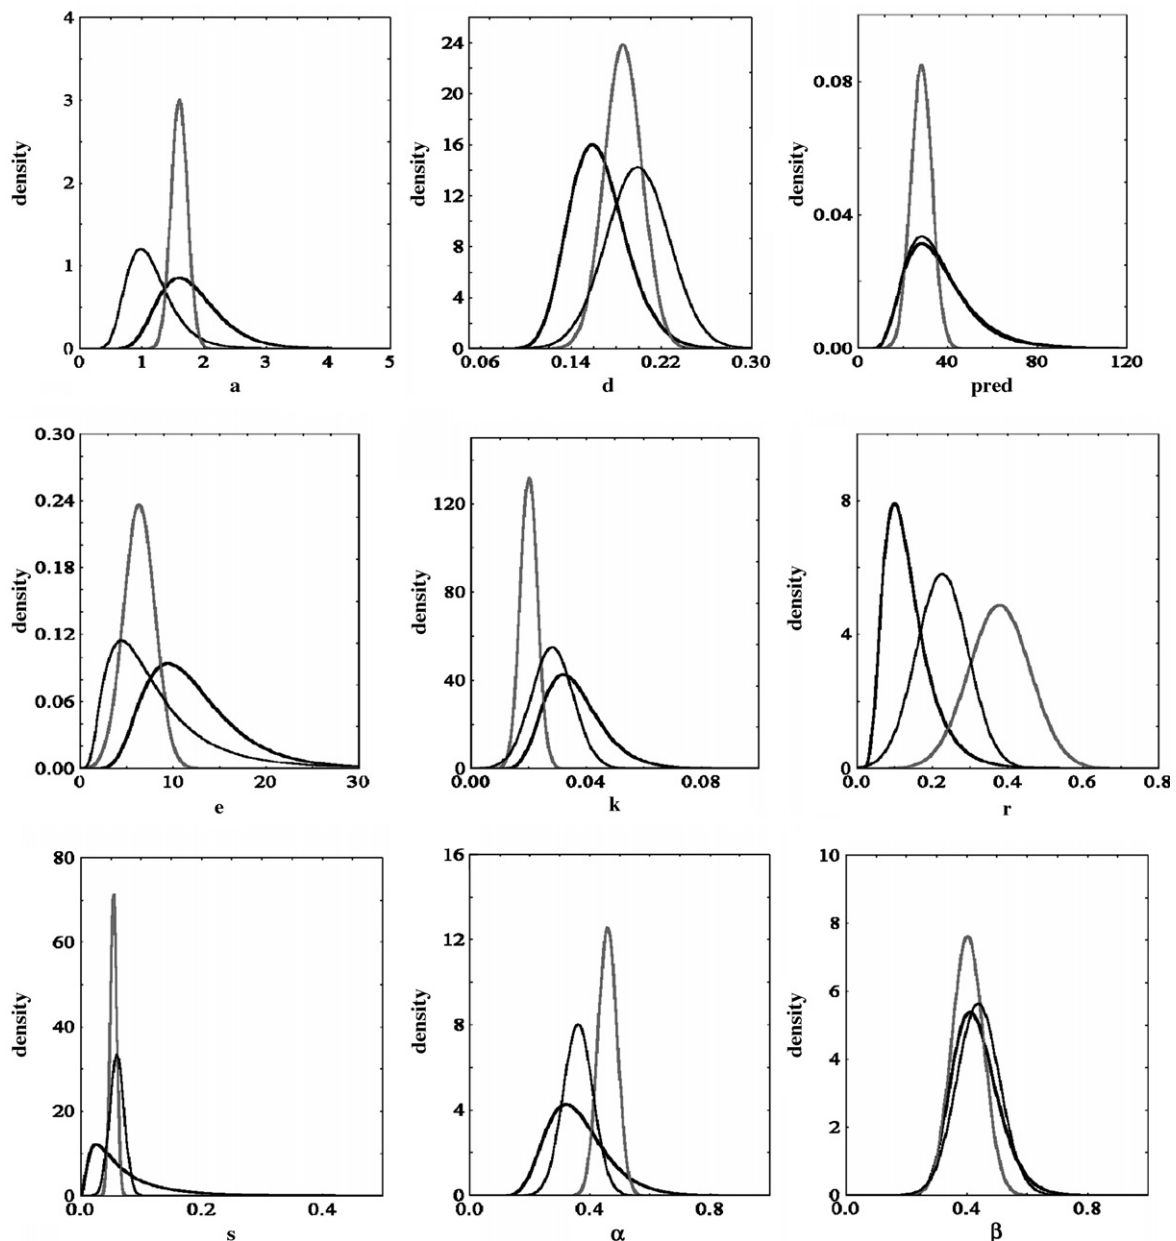 density
4
3
2
1
0
0 1 2 3 4 5
a
density
24
20
16
12
8
4
0
0.06 0.14 0.22 0.30
d
density
0.08
0.04
0.00
0 40 80 120
pred
density
0.30
0.24
0.18
0.12
0.06
0.00
0 10 20 30
e
density
120
80
40
0
0.00 0.04 0.08
k
density
8
4
0
0.0 0.2 0.4 0.6 0.8
r
density
80
60
40
20
0
0.0 0.2 0.4
s
density
16
12
8
4
0
0.0 0.4 0.8
α
density
10
8
6
4
2
0
0.0 0.4 0.8
β